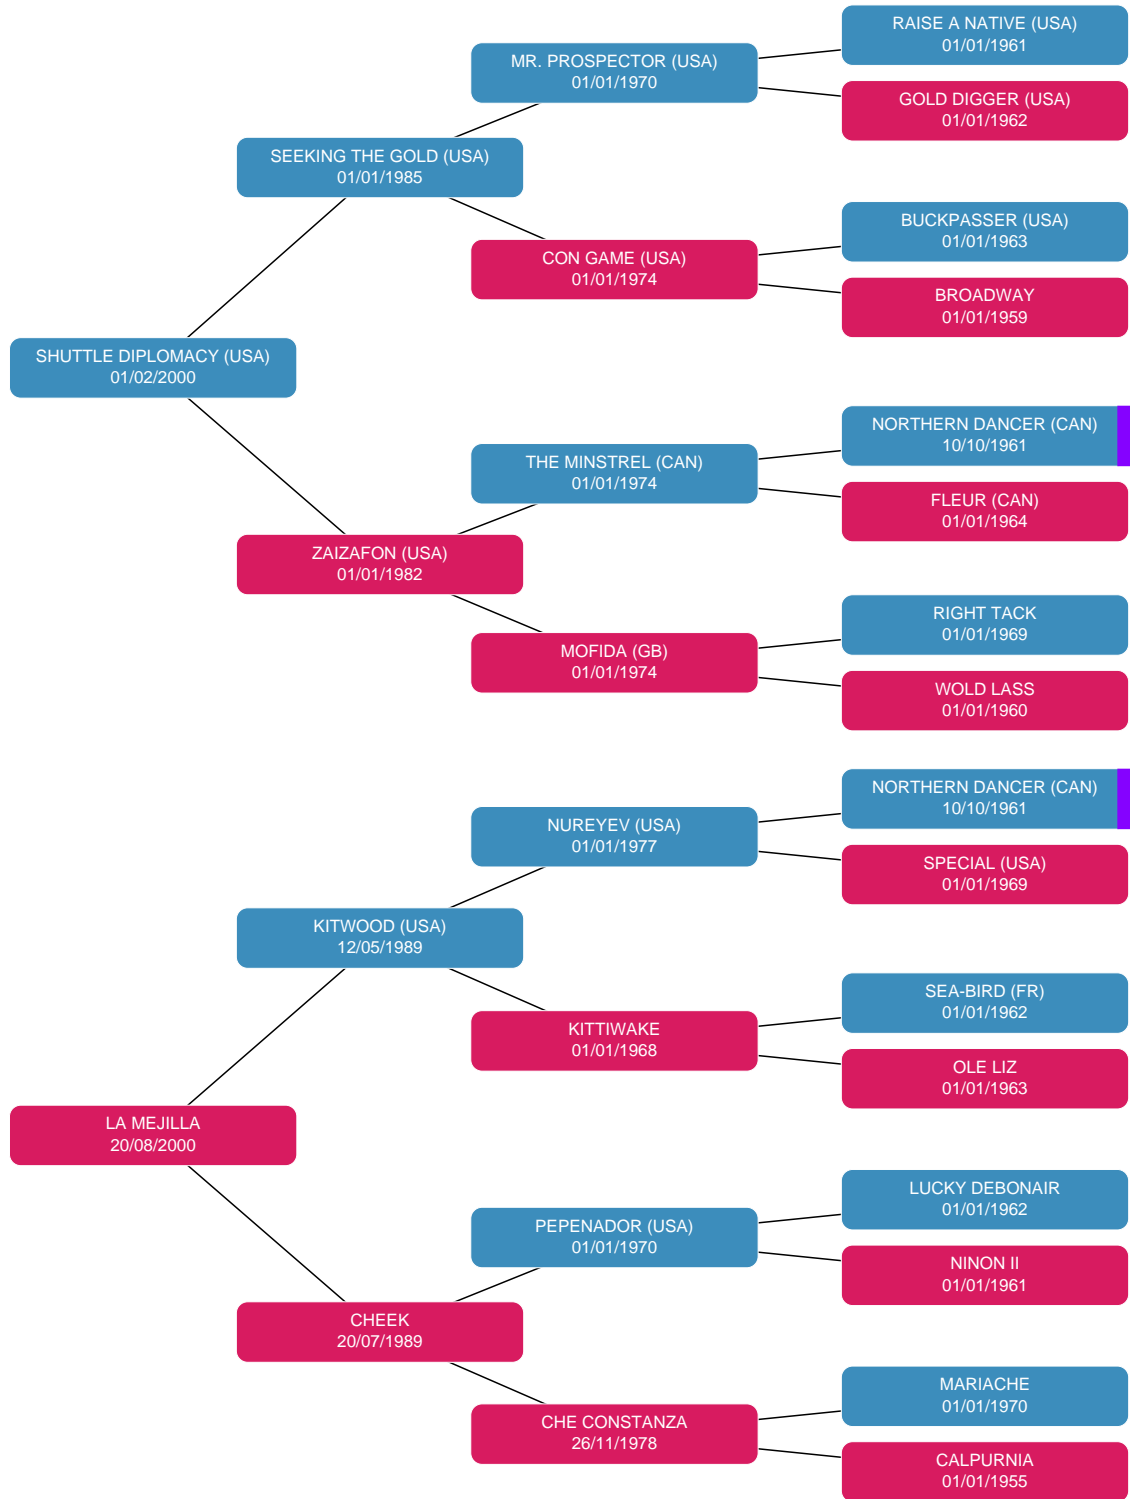 RAISE A NATIVE (USA)
01/01/1961
MR. PROSPECTOR (USA)
01/01/1970
GOLD DIGGER (USA)
01/01/1962
SEEKING THE GOLD (USA)
01/01/1985
BUCKPASSER (USA)
01/01/1963
CON GAME (USA)
01/01/1974
BROADWAY
01/01/1959
SHUTTLE DIPLOMACY (USA)
01/02/2000
NORTHERN DANCER (CAN)
10/10/1961
THE MINSTREL (CAN)
01/01/1974
FLEUR (CAN)
01/01/1964
ZAIZAFON (USA)
01/01/1982
RIGHT TACK
01/01/1969
MOFIDA (GB)
01/01/1974
WOLD LASS
01/01/1960
NORTHERN DANCER (CAN)
10/10/1961
NUREYEV (USA)
01/01/1977
SPECIAL (USA)
01/01/1969
KITWOOD (USA)
12/05/1989
SEA-BIRD (FR)
01/01/1962
KITTIWAKE
01/01/1968
OLE LIZ
01/01/1963
LA MEJILLA
20/08/2000
LUCKY DEBONAIR
01/01/1962
PEPENADOR (USA)
01/01/1970
NINON II
01/01/1961
CHEEK
20/07/1989
MARIACHE
01/01/1970
CHE CONSTANZA
26/11/1978
CALPURNIA
01/01/1955